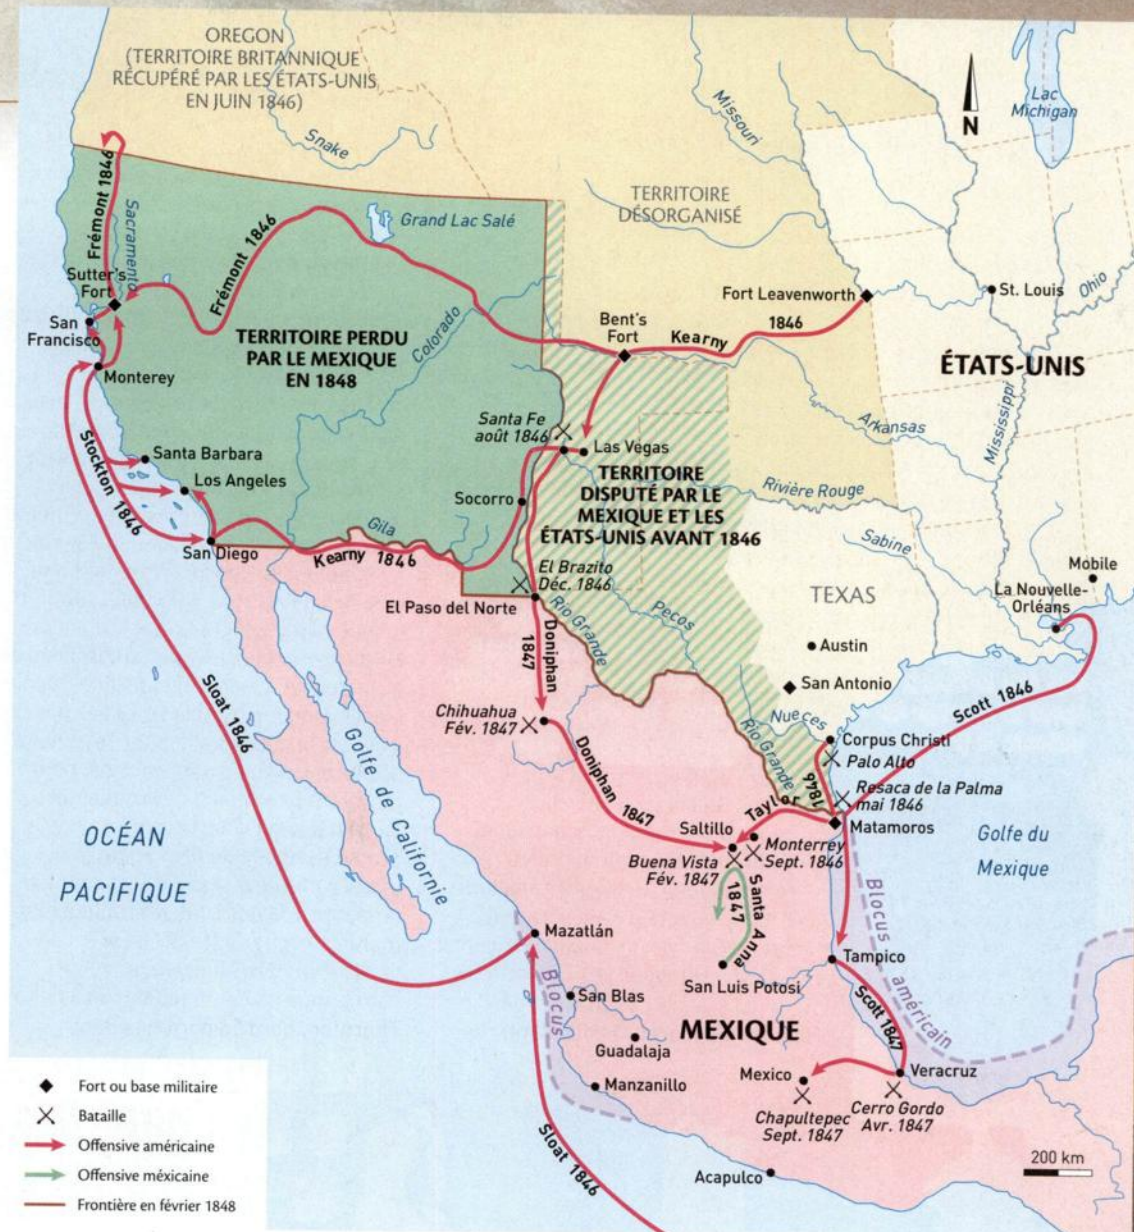 OREGON
(TERRITOIRE BRITANNIQUE
RÉCUPÉRÉ PAR LES ÉTATS-UNIS
EN JUIN 1846)
Snake
Missouri
N
Lac
Michigan
TERRITOIRE
DÉSORGANISÉ
Frémont 1846
Sacramento
Grand Lac Salé
Frémont 1846
Sutter's
Fort
San
Francisco
Monterey
TERRITOIRE PERDU
PAR LE MEXIQUE
EN 1848
Colorado
Bent's
Fort
Kearny
1846
Fort Leavenworth
St. Louis
Ohio
ÉTATS-UNIS
Mississippi
Arkansas
Santa Fe
août 1846
Las Vegas
TERRITOIRE
DISPUTÉ PAR LE
MEXIQUE ET LES
ÉTATS-UNIS AVANT 1846
Rivière Rouge
Sabine
Stockton 1846
Santa Barbara
Los Angeles
San Diego
Socorro
Gila
Kearny 1846
El Brazito
Déc. 1846
El Paso del Norte
Rio Grande
Pecos
TEXAS
Mobile
La Nouvelle-
Orléans
Austin
San Antonio
Nueces
Rio Grande
Scott 1846
Doniphan
1847
Chihuahua
Fév. 1847
Sloat 1846
Golfe de Californie
Doniphan 1847
Corpus Christi
Palo Alto
1846
Taylor
Resaca de la Palma
mai 1846
Matamoros
Saltillo
Monterrey
Sept. 1846
Buena Vista
Fév. 1847
Golfe du
Mexique
OCÉAN
PACIFIQUE
Santa Anna
1847
Blocus américain
Mazatlán
Tampico
San Luis Potosi
Blocus
San Blas
Guadalaja
MEXIQUE
Scott 1847
Manzanillo
Mexico
Veracruz
Chapultepec
Sept. 1847
Cerro Gordo
Avr. 1847
Sloat 1846
Acapulco
200 km
Fort ou base militaire
Bataille
Offensive américaine
Offensive méxicaine
Frontière en février 1848